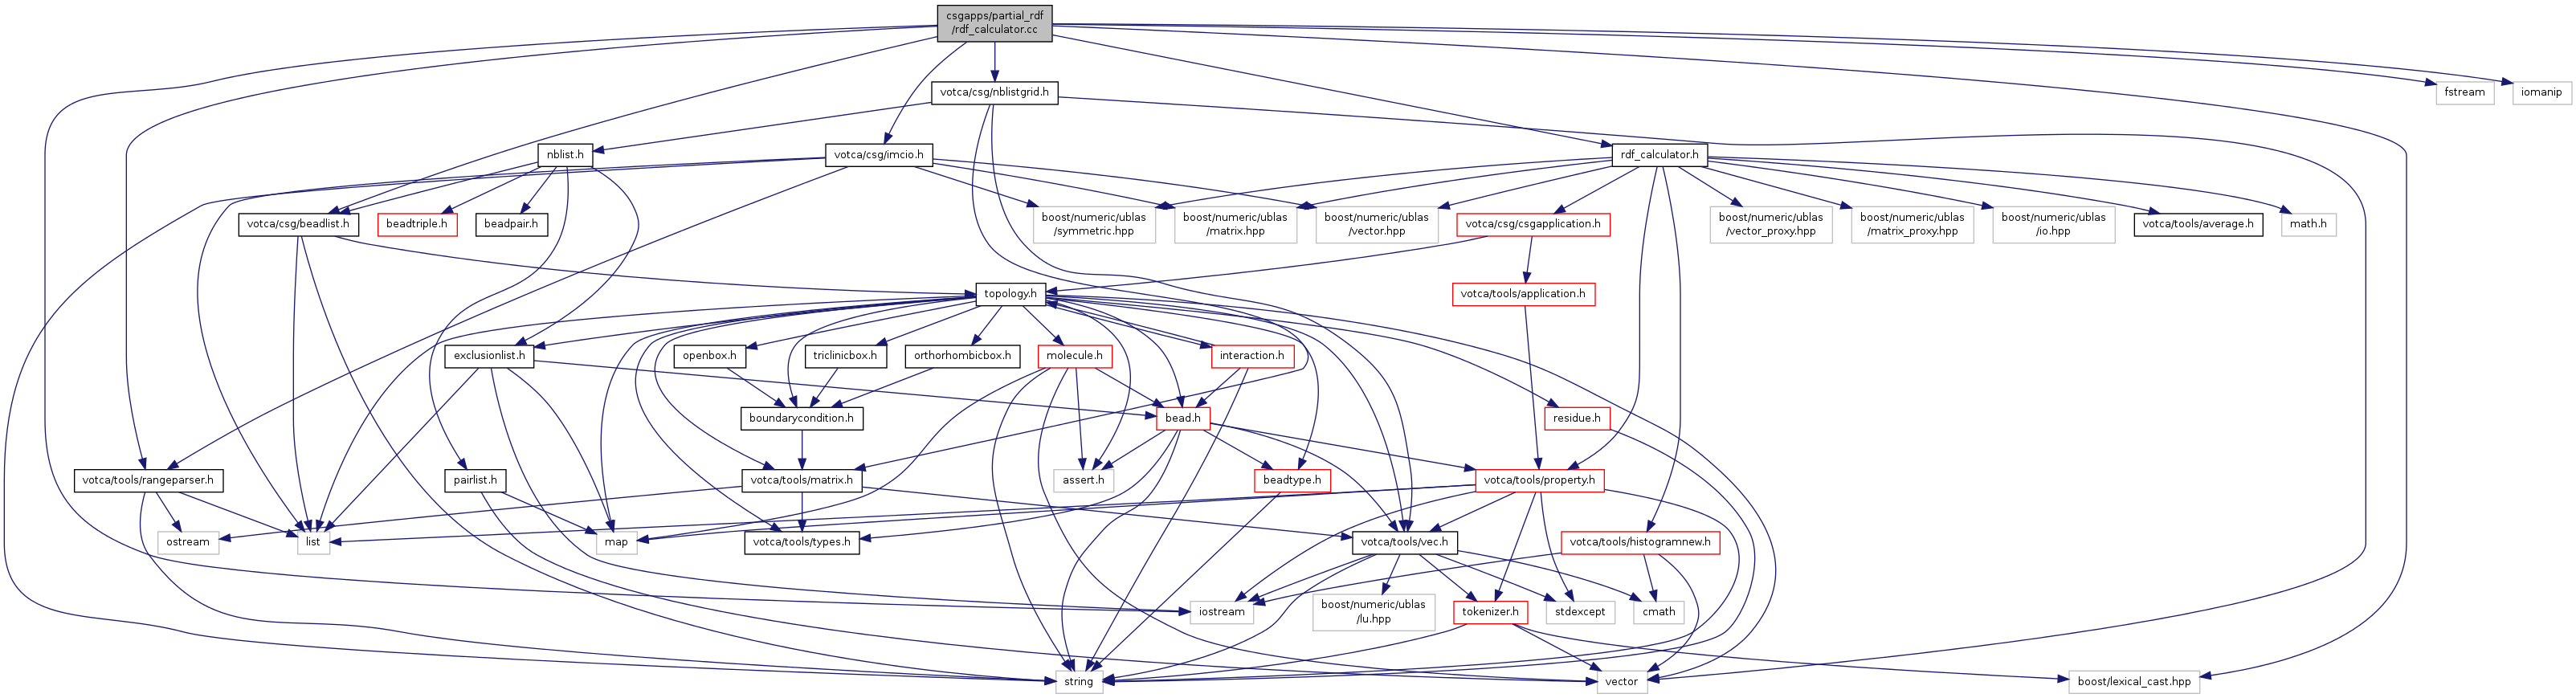 csgapps/partial_rdf
/rdf_calculator.cc
votca/csg/nblistgrid.h
fstream
iomanip
nblist.h
votca/csg/imcio.h
rdf_calculator.h
votca/csg/beadlist.h
beadtriple.h
beadpair.h
boost/numeric/ublas
/symmetric.hpp
boost/numeric/ublas
/matrix.hpp
boost/numeric/ublas
/vector.hpp
votca/csg/csgapplication.h
boost/numeric/ublas
/vector_proxy.hpp
boost/numeric/ublas
/matrix_proxy.hpp
boost/numeric/ublas
/io.hpp
votca/tools/average.h
math.h
topology.h
votca/tools/application.h
exclusionlist.h
openbox.h
triclinicbox.h
orthorhombicbox.h
molecule.h
interaction.h
boundarycondition.h
bead.h
residue.h
votca/tools/rangeparser.h
pairlist.h
votca/tools/matrix.h
assert.h
beadtype.h
votca/tools/property.h
ostream
list
map
votca/tools/types.h
votca/tools/vec.h
votca/tools/histogramnew.h
iostream
boost/numeric/ublas
/lu.hpp
tokenizer.h
stdexcept
cmath
string
vector
boost/lexical_cast.hpp